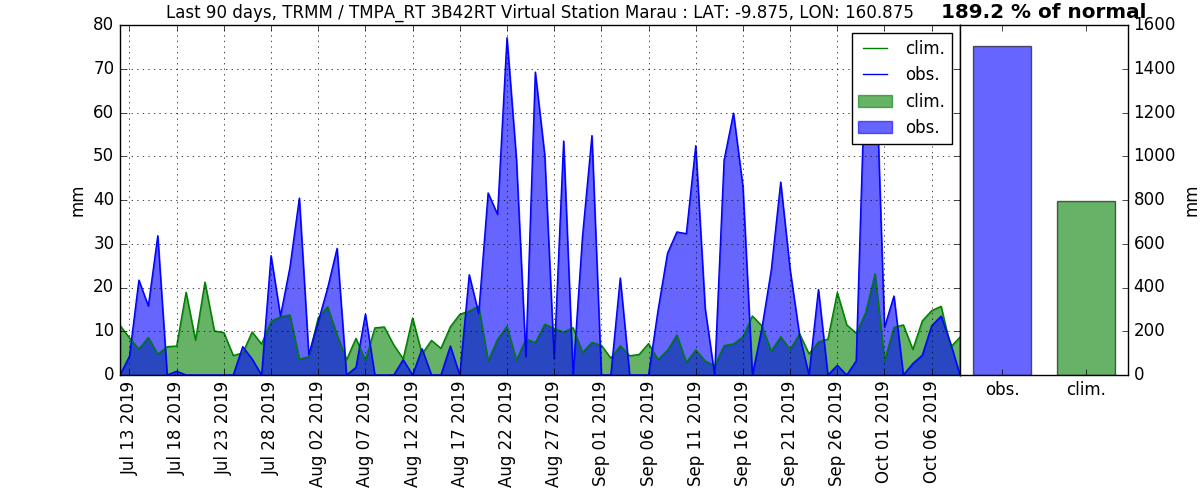 Last 90 days, TRMM / TMPA_RT 3B42RT Virtual Station Marau : LAT: -9.875, LON: 160.875
189.2 % of normal
80
70
60
50
40
30
20
10
0
mm
clim.
obs.
clim.
obs.
1600
1400
1200
1000
800
600
400
200
0
mm
Jul 13 2019
Jul 18 2019
Jul 23 2019
Jul 28 2019
Aug 02 2019
Aug 07 2019
Aug 12 2019
Aug 17 2019
Aug 22 2019
Aug 27 2019
Sep 01 2019
Sep 06 2019
Sep 11 2019
Sep 16 2019
Sep 21 2019
Sep 26 2019
Oct 01 2019
Oct 06 2019
obs.
clim.